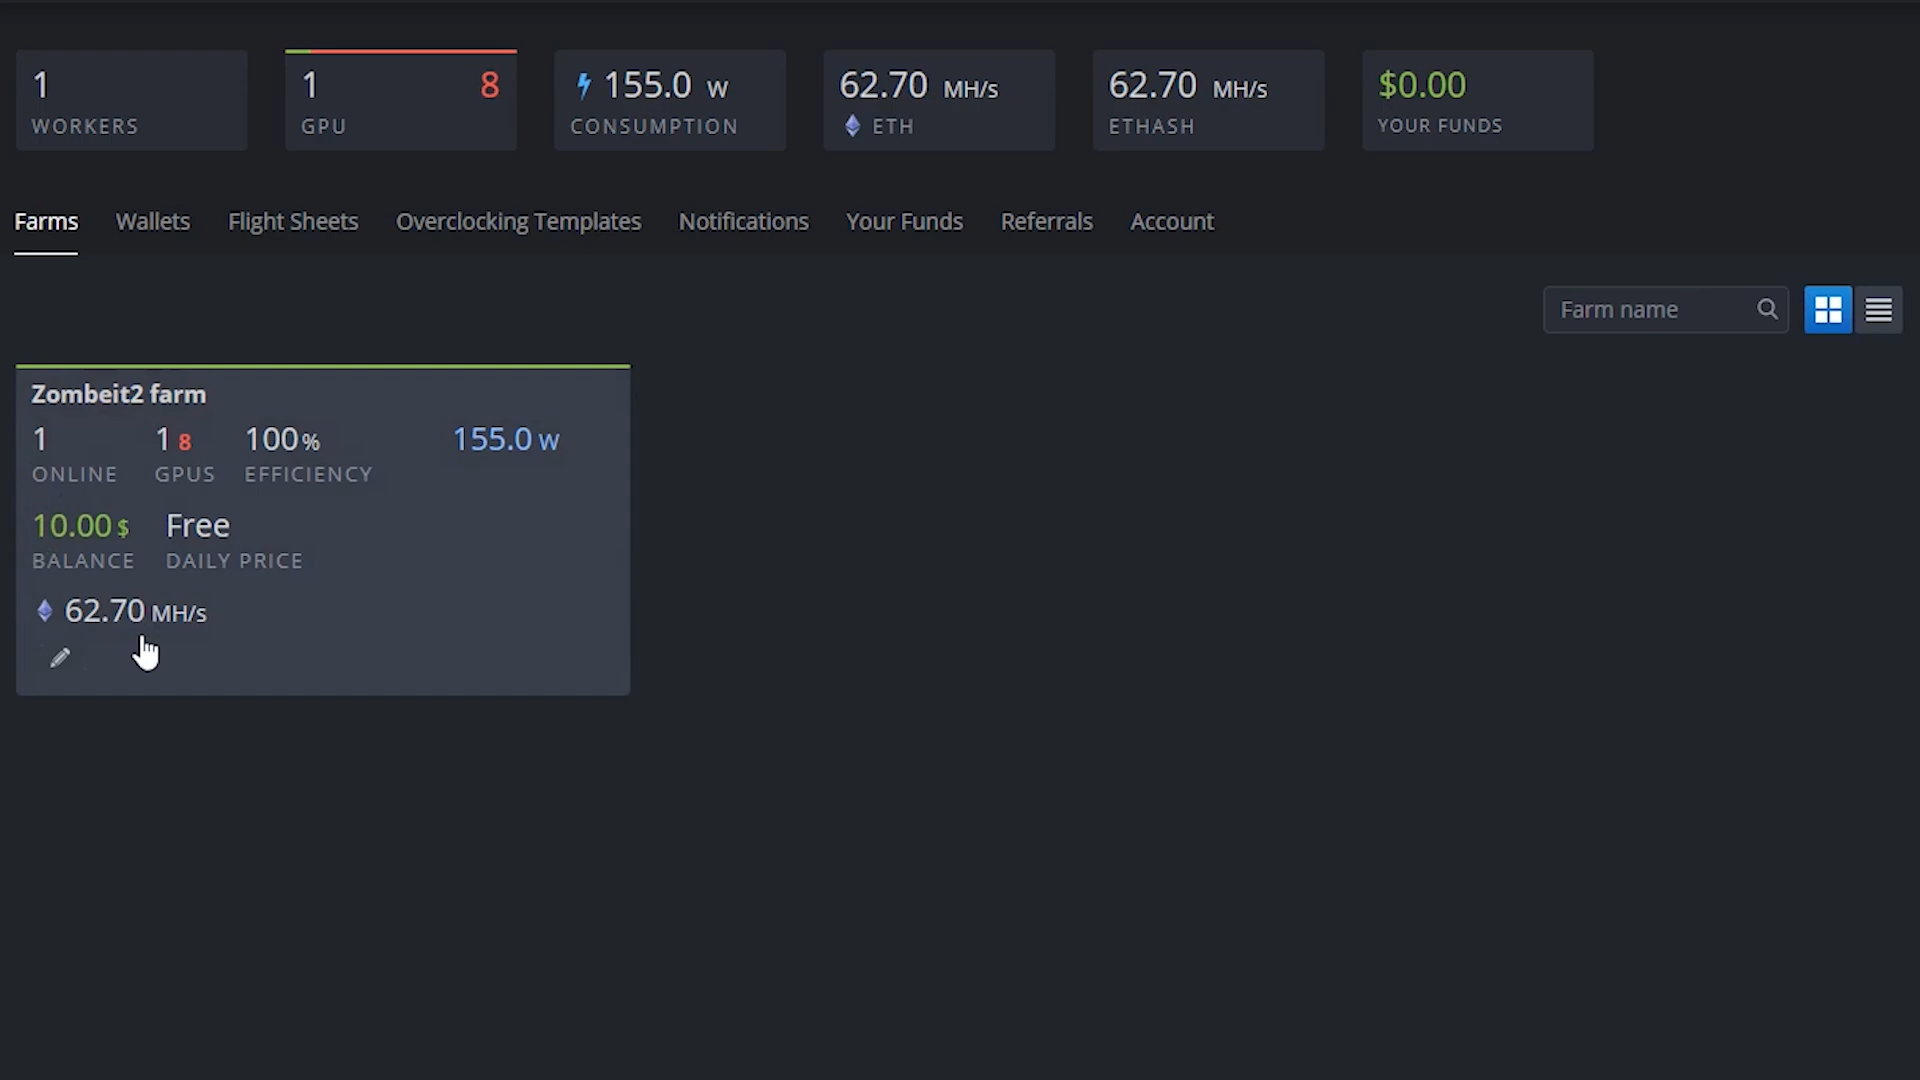 1
WORKERS
1 8
GPU
155.0 W
CONSUMPTION
62.70 MH/s
ETH
62.70 MH/s
ETHASH
$0.00
YOUR FUNDS
Farms Wallets Flight Sheets Overclocking Templates Notifications Your Funds Referrals Account
Farm name
Zombeit2 farm
1 1 8 100% 155.0 W
ONLINE GPUS EFFICIENCY
10.00 $ Free
BALANCE DAILY PRICE
62.70 MH/s